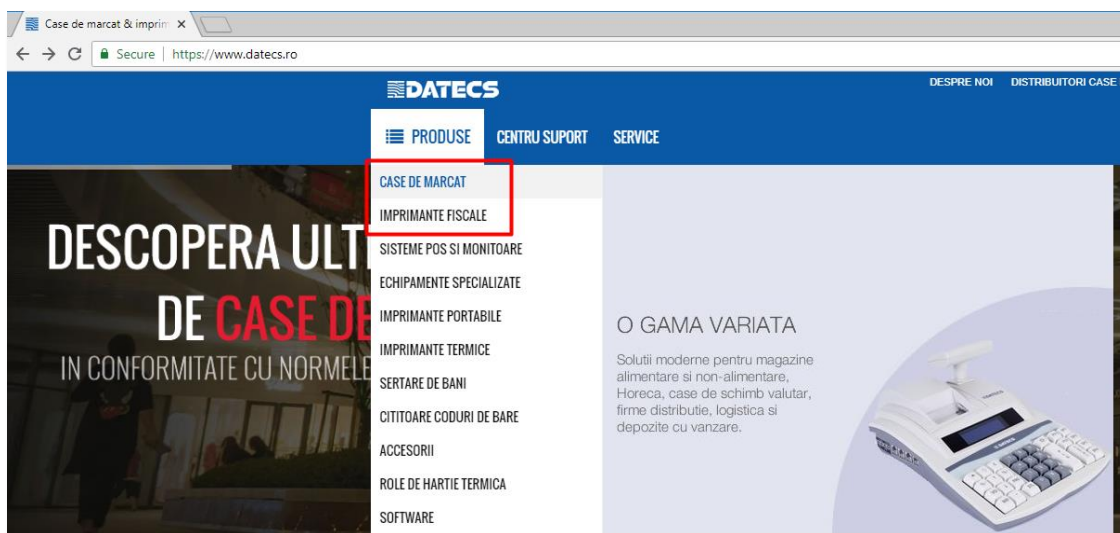 Case de marcat & imprim
Secure | https://www.datecs.ro
DATECS
DESPRE NOI DISTRIBUITORI CASE
PRODUSE CENTRU SUPORT SERVICE
CASE DE MARCAT
IMPRIMANTE FISCALE
SISTEME POS SI MONITOARE
ECHIPAMENTE SPECIALIZATE
IMPRIMANTE PORTABILE
IMPRIMANTE TERMICE
SERTARE DE BANI
CITITOARE CODURI DE BARE
ACCESORII
ROLE DE HARTIE TERMICA
SOFTWARE
DESCOPERA ULT
DE CASE DE
IN CONFORMITATE CU NORMELE
O GAMA VARIATA
Solutii moderne pentru magazine
alimentare si non-alimentare,
Horeca, case de schimb valutar,
firme distributie, logistica si
depozite cu vanzare.